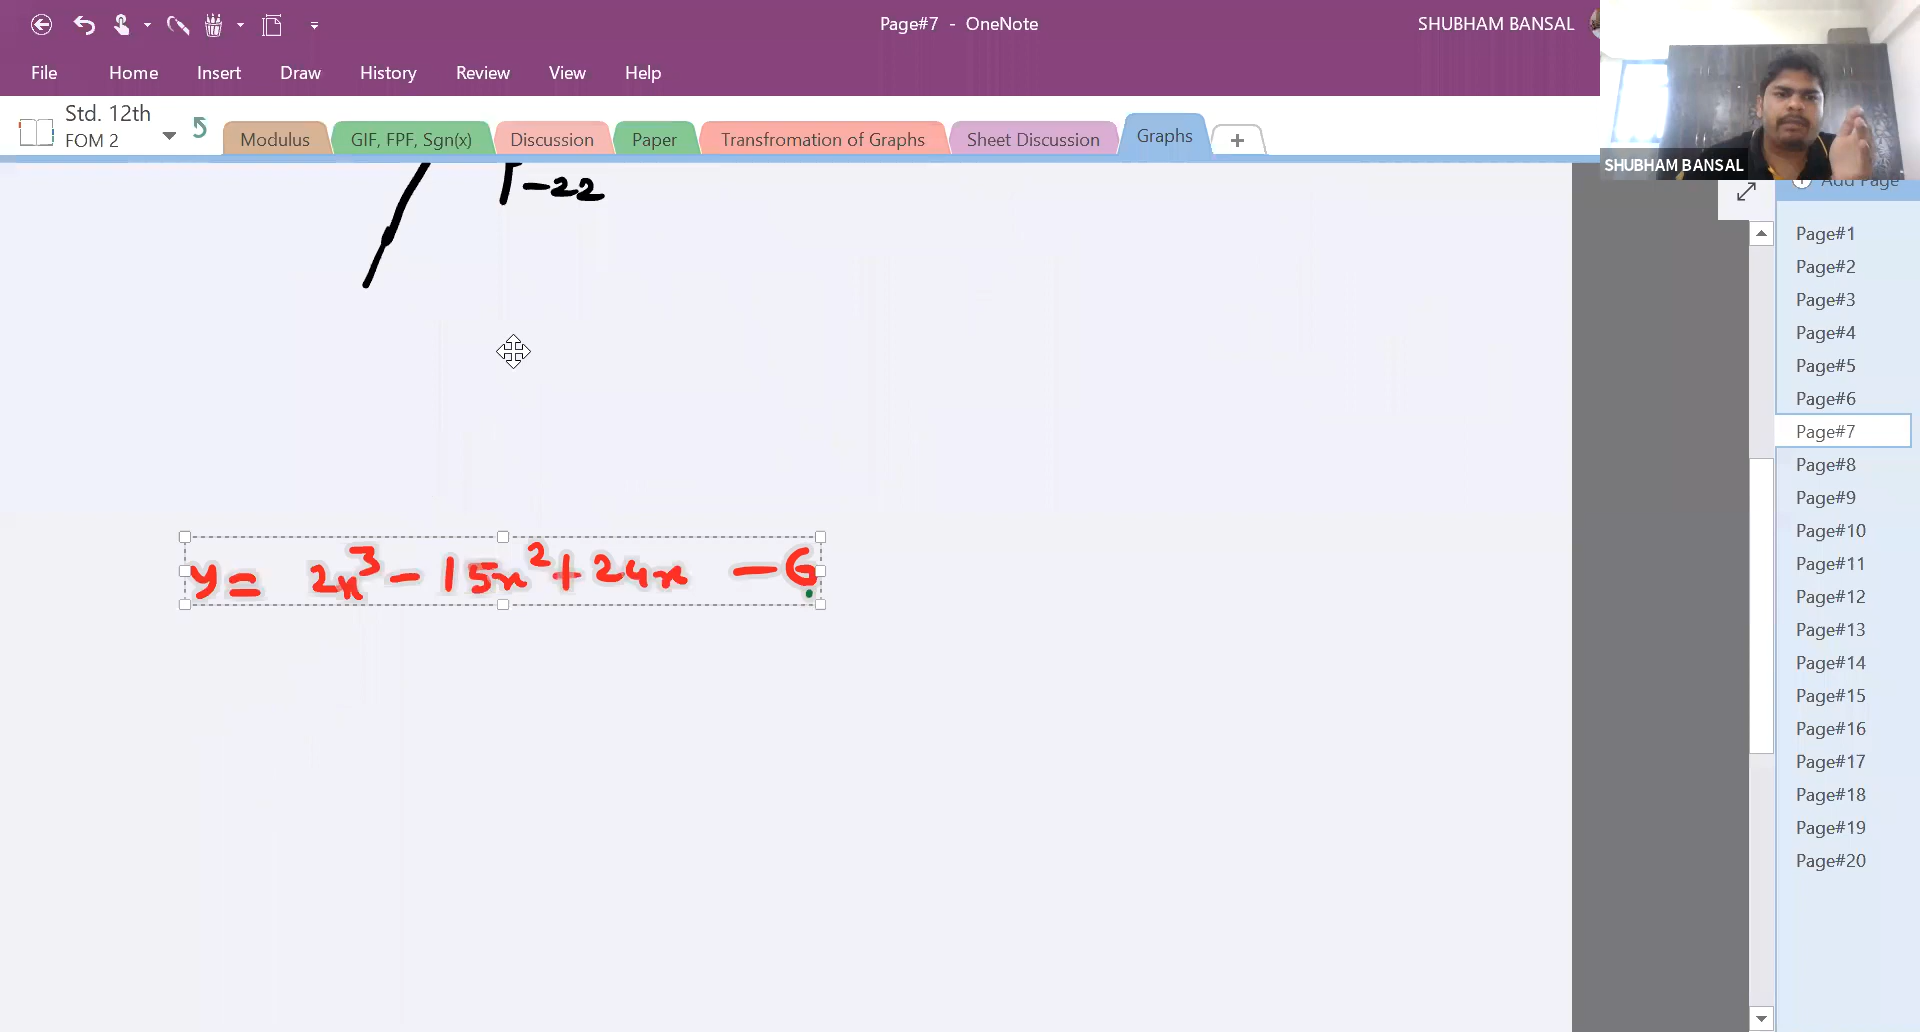 Page#7 - OneNote
SHUBHAM BANSAL
File Home Insert Draw History Review View Help
Std. 12th
FOM 2
Modulus GIF, FPF, Sgn(x) Discussion Paper Transfromation of Graphs Sheet Discussion Graphs +
SHUBHAM BANSAL
Add Page
-22
y = 2x³ - 15x² + 24x - 6
Page#1
Page#2
Page#3
Page#4
Page#5
Page#6
Page#7
Page#8
Page#9
Page#10
Page#11
Page#12
Page#13
Page#14
Page#15
Page#16
Page#17
Page#18
Page#19
Page#20